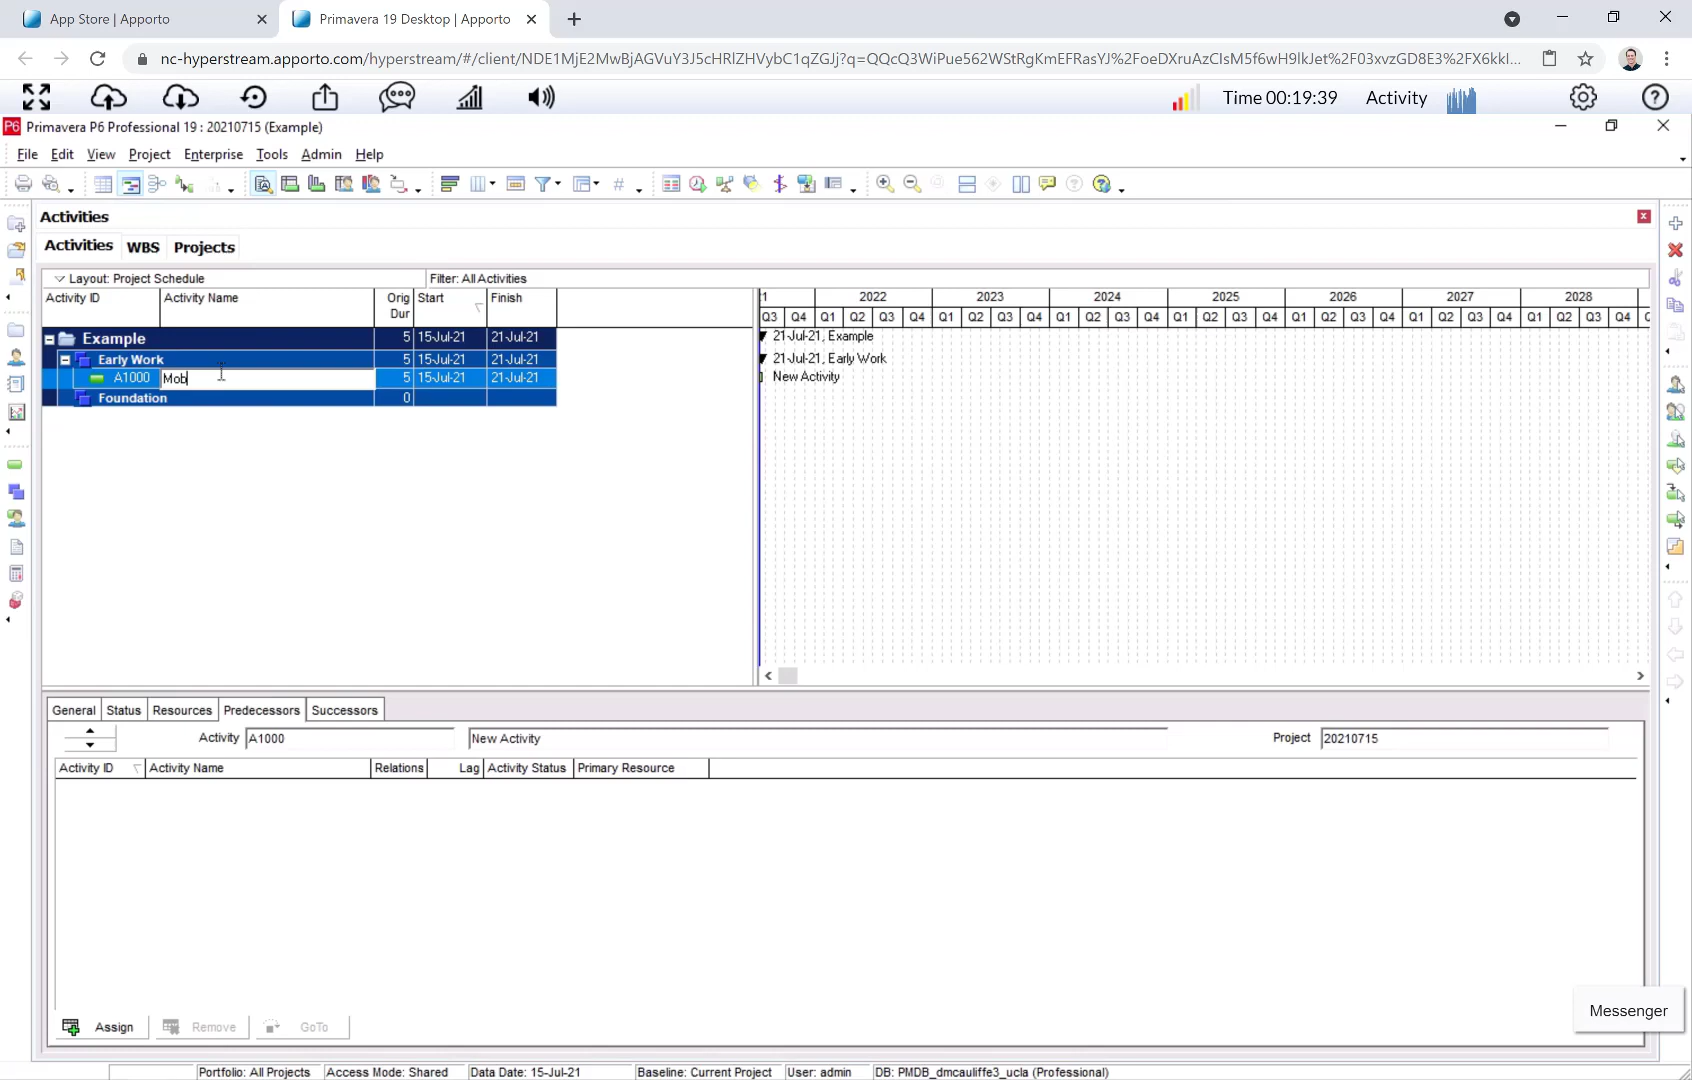 App Store | Apporto
Primavera 19 Desktop | Apporto
nc-hyperstream.apporto.com/hyperstream/#/client/NDE1MjE2MwBjAGVuY3J5cHRlZHVybC1qZGJj?q=QQcQ3WiPue562WStRgKmEFRasYJ%2FoeDXruAzCIsM5f6wH9lkJet%2F03xvzGD8E3%2FX6kkl...
Time 00:19:39 Activity
P6 Primavera P6 Professional 19 : 20210715 (Example)
File Edit View Project Enterprise Tools Admin Help
Activities
Activities WBS Projects
Layout: Project Schedule Filter: All Activities
Activity ID Activity Name Orig Dur Start Finish
1 2022 2023 2024 2025 2026 2027 2028
Q3 Q4 Q1 Q2 Q3 Q4 Q1 Q2 Q3 Q4 Q1 Q2 Q3 Q4 Q1 Q2 Q3 Q4 Q1 Q2 Q3 Q4 Q1 Q2 Q3 Q4 Q1 Q2 Q3 Q4
Example 5 15-Jul-21 21-Jul-21 21-Jul-21, Example
Early Work 5 15-Jul-21 21-Jul-21 21-Jul-21, Early Work
A1000 Mob 5 15-Jul-21 21-Jul-21 New Activity
Foundation 0
General Status Resources Predecessors Successors
Activity A1000 New Activity Project 20210715
Activity ID Activity Name Relations Lag Activity Status Primary Resource
Messenger
Assign Remove GoTo
Portfolio: All Projects Access Mode: Shared Data Date: 15-Jul-21 Baseline: Current Project User: admin DB: PMDB_dmcauliffe3_ucla (Professional)